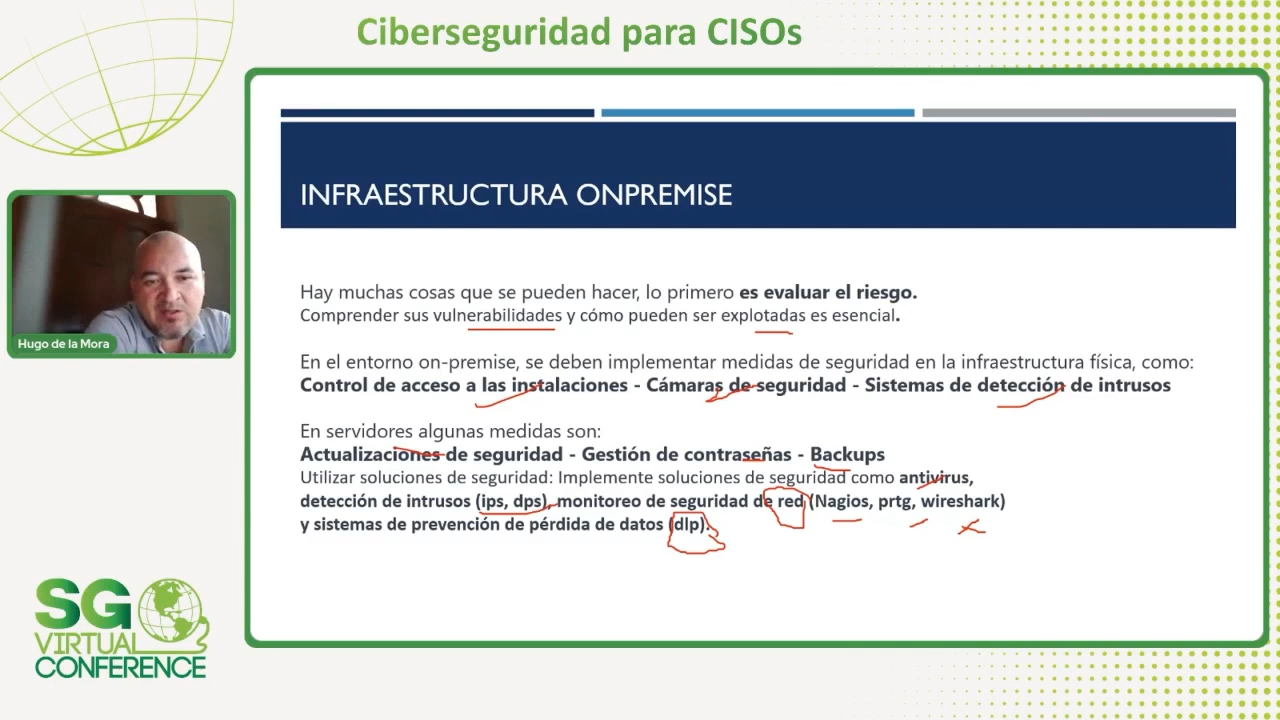 Ciberseguridad para CISOs
INFRAESTRUCTURA ONPREMISE
Hay muchas cosas que se pueden hacer, lo primero es evaluar el riesgo.
Comprender sus vulnerabilidades y cómo pueden ser explotadas es esencial.
En el entorno on-premise, se deben implementar medidas de seguridad en la infraestructura física, como:
Control de acceso a las instalaciones - Cámaras de seguridad - Sistemas de detección de intrusos
En servidores algunas medidas son:
Actualizaciones de seguridad - Gestión de contraseñas - Backups
Utilizar soluciones de seguridad: Implemente soluciones de seguridad como antivirus,
detección de intrusos (ips, dps), monitoreo de seguridad de red (Nagios, prtg, wireshark)
y sistemas de prevención de pérdida de datos (dlp).
Hugo de la Mora
SG
VIRTUAL
CONFERENCE